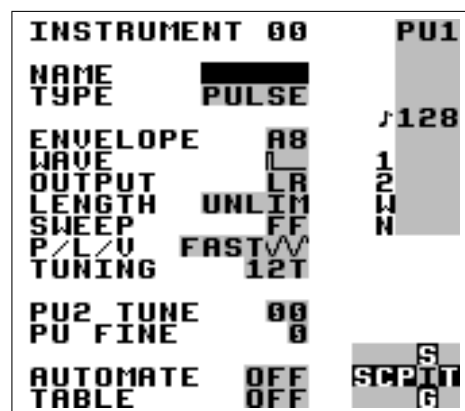 INSTRUMENT 00 PU1
NAME
TYPE PULSE
♪128
ENVELOPE A8
WAVE 1
OUTPUT LR 2
LENGTH UNLIM W
SWEEP FF N
P/L/V FAST
TUNING 12T
PU2 TUNE 00
PU FINE 0
S
AUTOMATE OFF SCPIT
TABLE OFF G